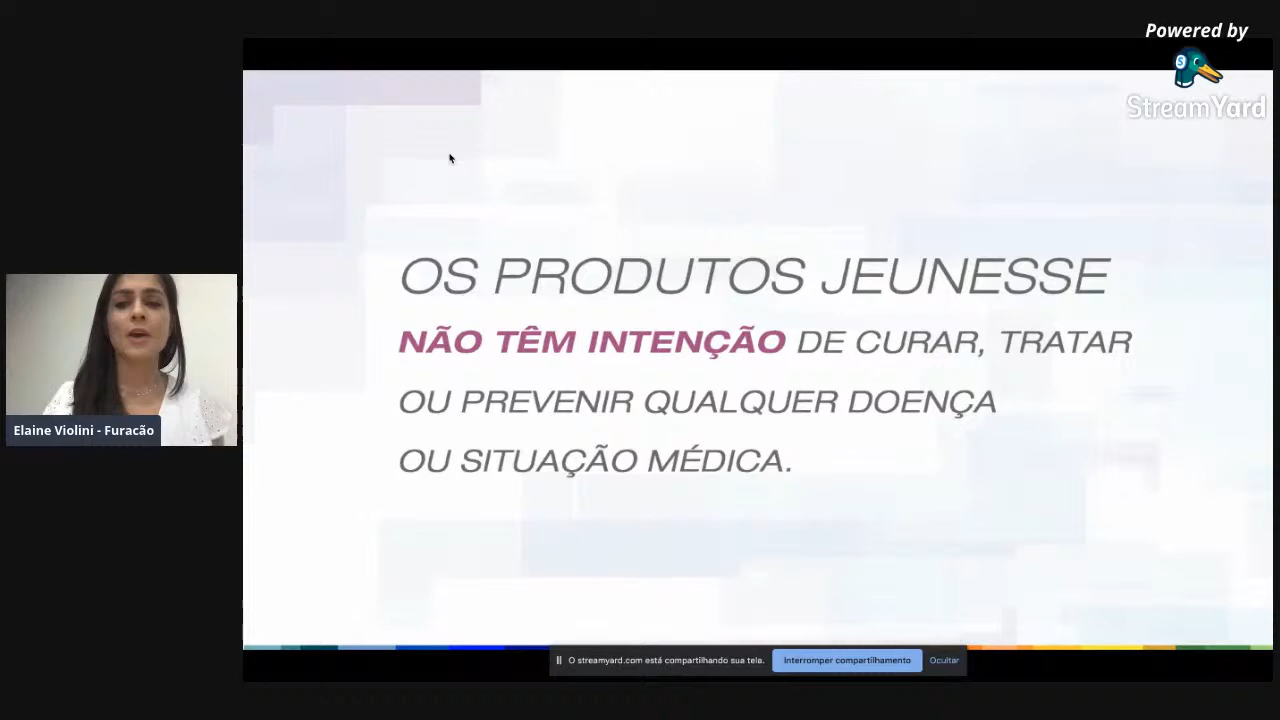 Powered by
S
StreamYard
OS PRODUTOS JEUNESSE
NÃO TÊM INTENÇÃO DE CURAR, TRATAR
OU PREVENIR QUALQUER DOENÇA
OU SITUAÇÃO MÉDICA.
Elaine Violini - Furacão
O streamyard.com está compartilhando sua tela.
Interromper compartilhamento
Ocultar